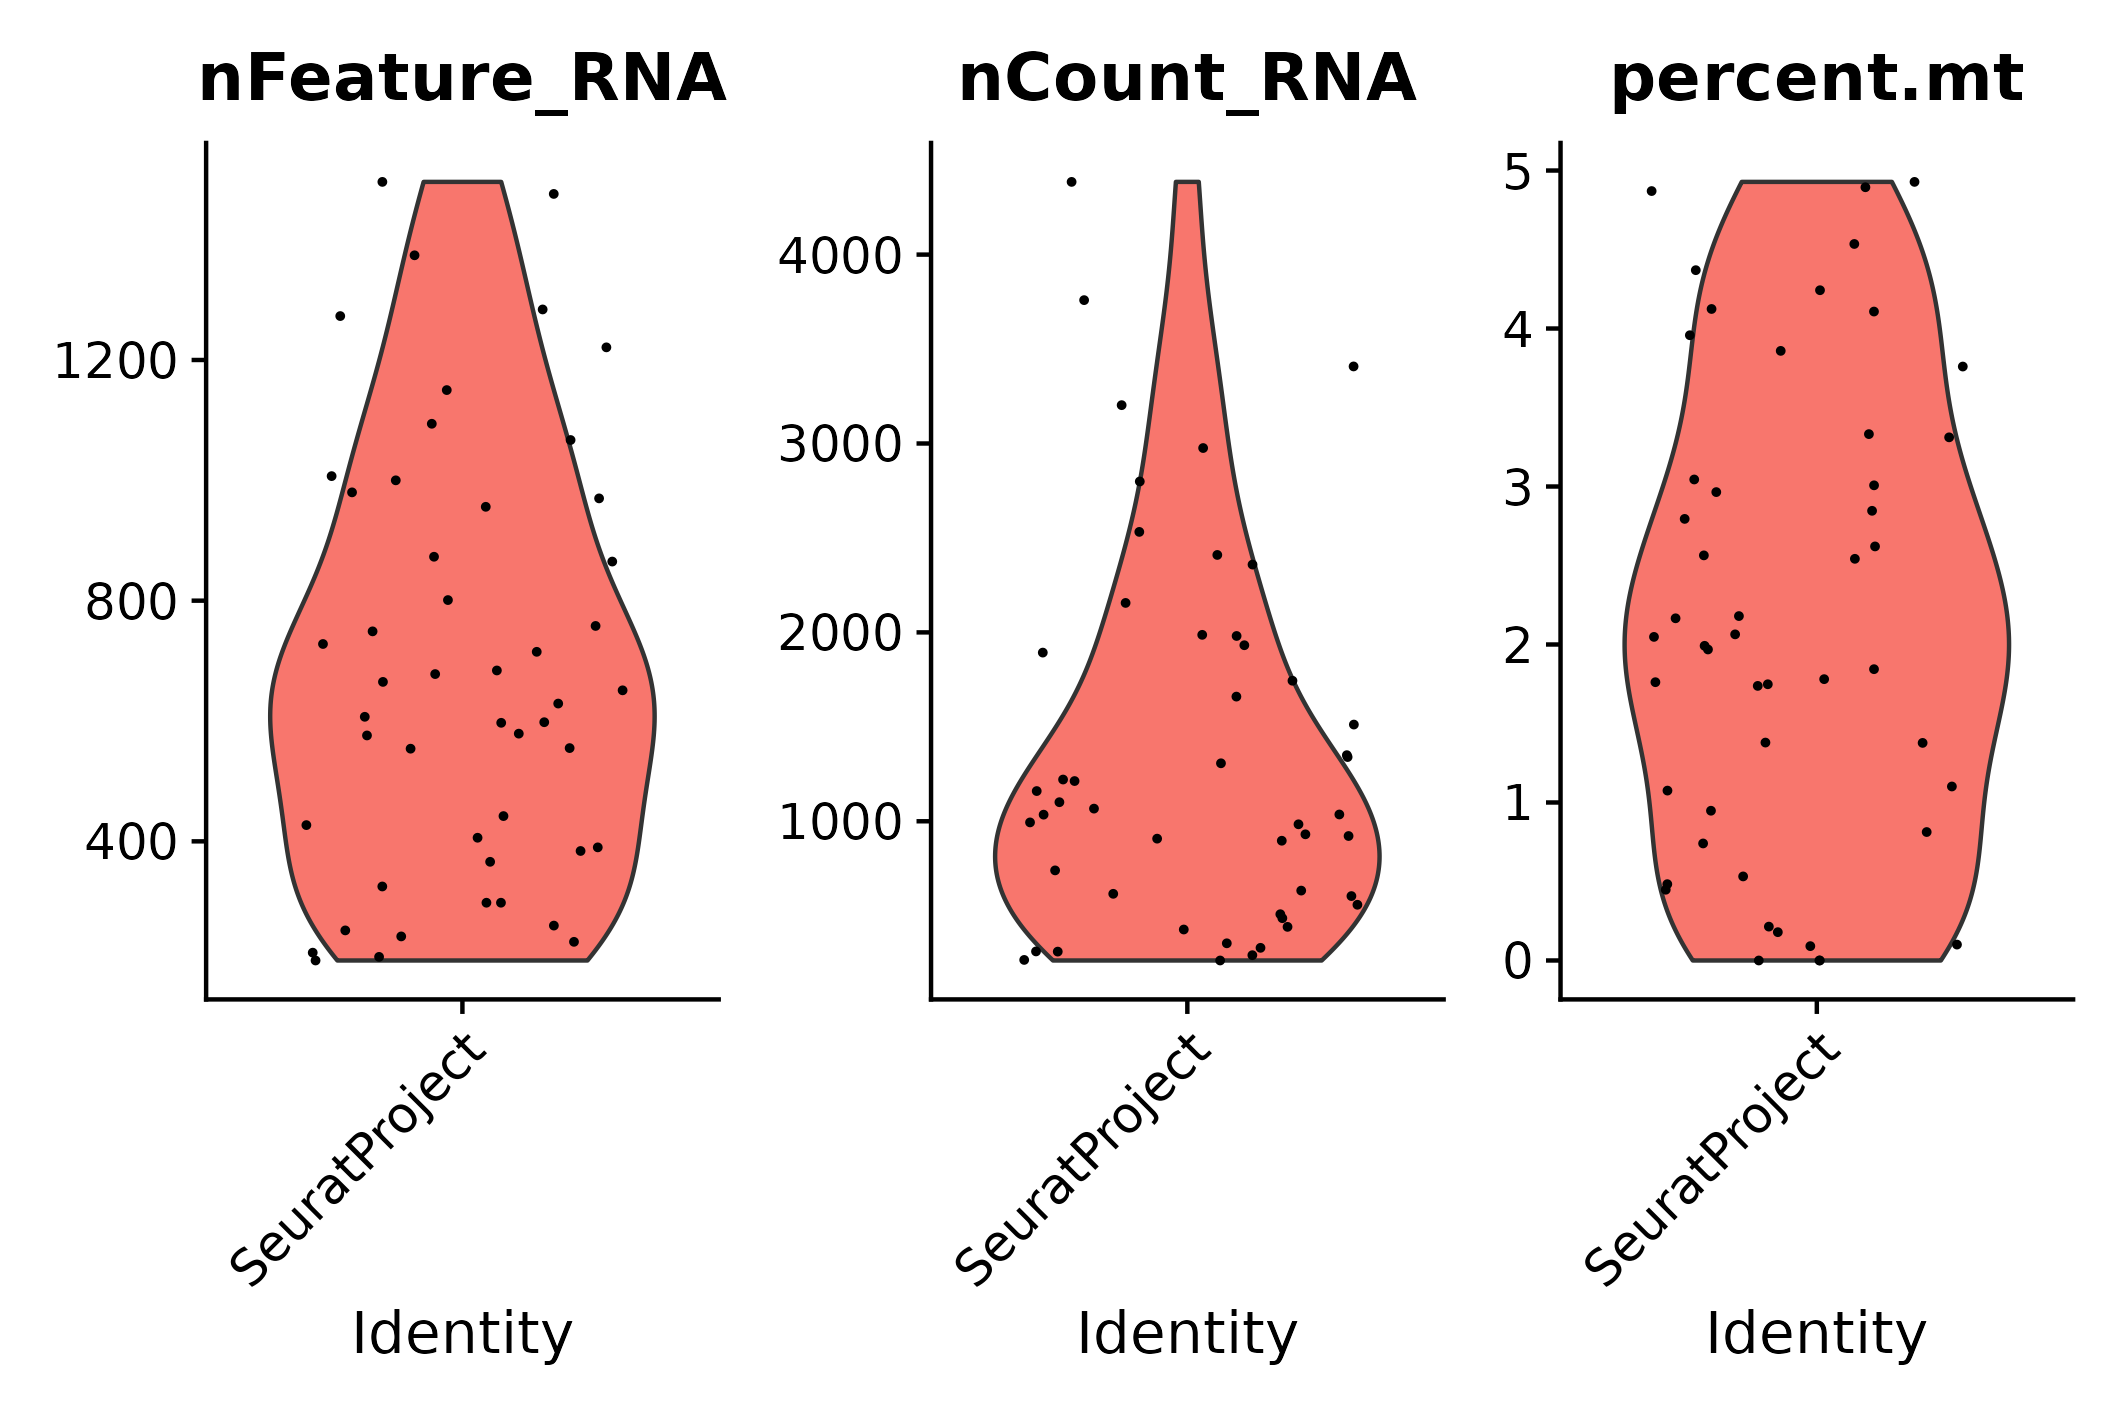 nFeature_RNA
1200
800
400
SeuratProject
Identity
nCount_RNA
4000
3000
2000
1000
SeuratProject
Identity
percent.mt
5
4
3
2
1
0
SeuratProject
Identity